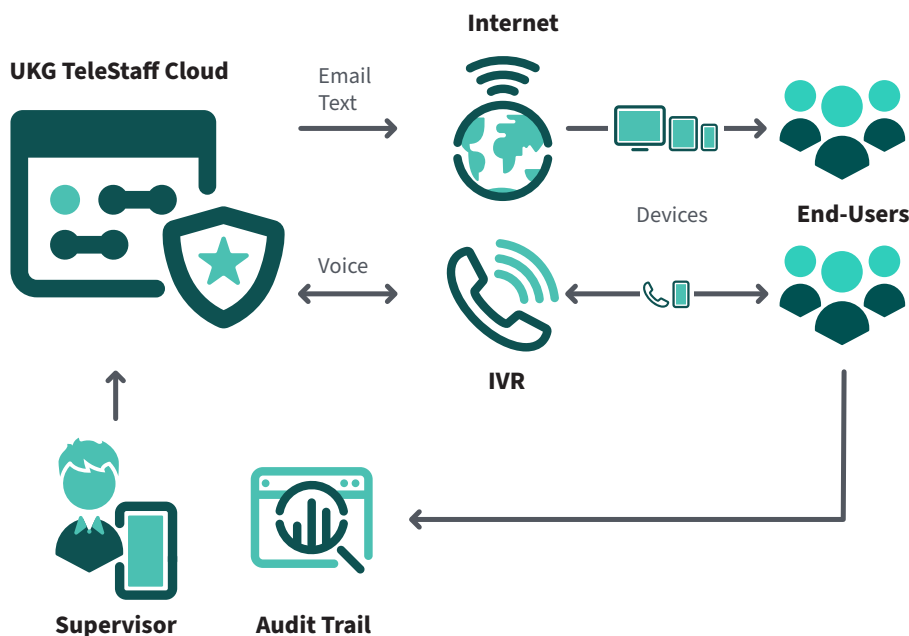 Internet
UKG TeleStaff Cloud
Email
Text
Devices
End-Users
Voice
IVR
Supervisor
Audit Trail